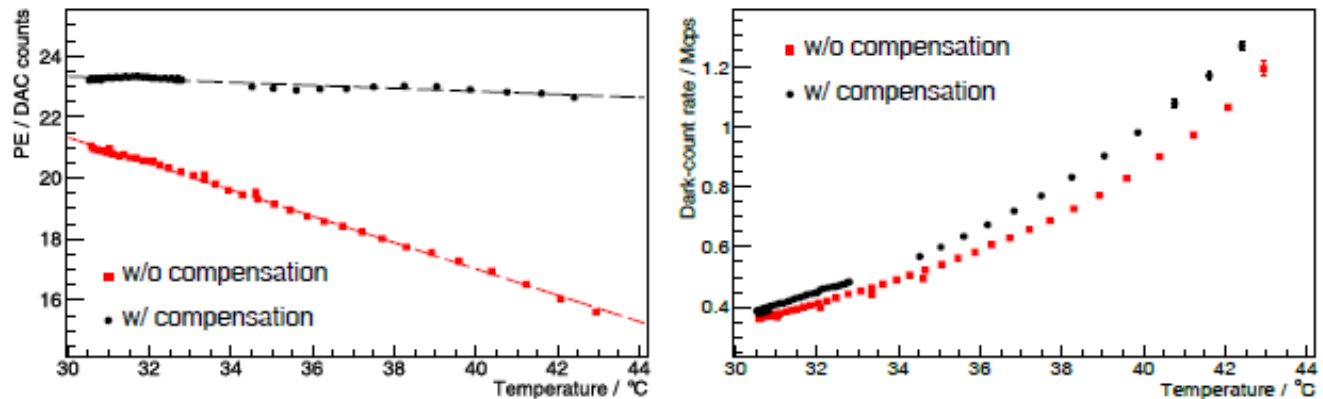 PE / DAC counts
24
22
20
18
16
w/o compensation
w/ compensation
30 32 34 36 38 40 42 44
Temperature / °C
Dark-count rate / Mcps
1.2
1
0.8
0.6
0.4
w/o compensation
w/ compensation
30 32 34 36 38 40 42 44
Temperature / °C